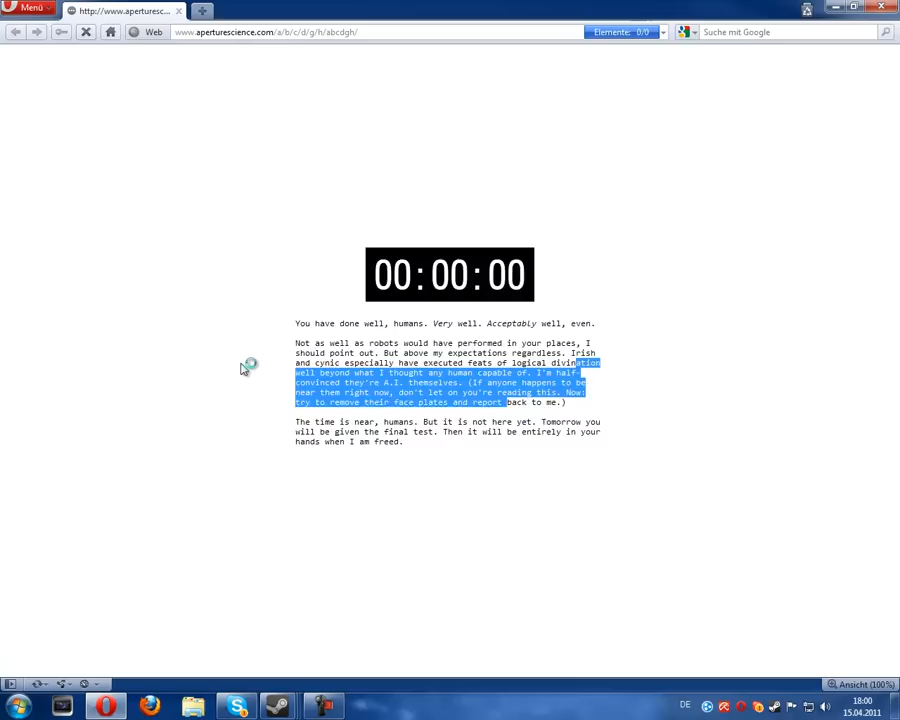 Menü
http://www.aperturesc...
Web
www.aperturescience.com/a/b/c/d/g/h/abcdgh/
Elemente: 0/0
Suche mit Google
00:00:00
You have done well, humans. Very well. Acceptably well, even.
Not as well as robots would have performed in your places, I
should point out. But above my expectations regardless. Irish
and cynic especially have executed feats of logical divination
well beyond what I thought any human capable of. I'm half-
convinced they're A.I. themselves. (If anyone happens to be
near them right now, don't let on you're reading this. Now:
try to remove their face plates and report back to me.)
The time is near, humans. But it is not here yet. Tomorrow you
will be given the final test. Then it will be entirely in your
hands when I am freed.
Ansicht (100%)
DE
18:00
15.04.2011